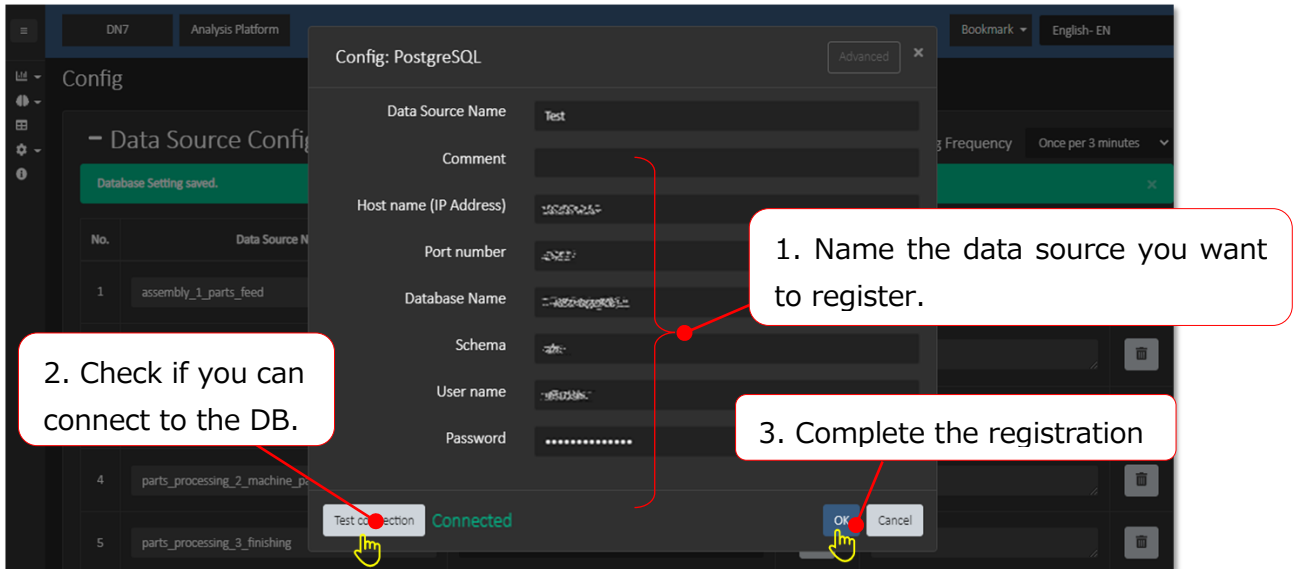 DN7
Analysis Platform
Bookmark
English- EN
Config: PostgreSQL
Advanced
Config
Data Source Name
Test
Data Source Config
Frequency
Once per 3 minutes
Comment
Database Setting saved.
Host name (IP Address)
No.
Data Source N
Port number
1. Name the data source you want
to register.
1
assembly_1_parts_feed
Database Name
Schema
2. Check if you can
connect to the DB.
User name
Password
3. Complete the registration
4
parts_processing_2_machine_pa
Test connection
Connected
OK
Cancel
5
parts_processing_3_finishing